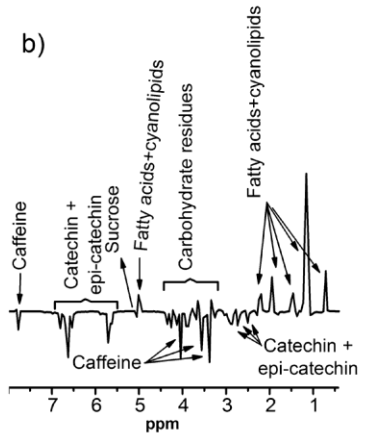 b)
Caffeine
Catechin +
epi-catechin
Sucrose
Fatty acids+cyanolipids
Carbohydrate residues
Fatty acids+cyanolipids
Caffeine
Catechin +
epi-catechin
7 6 5 4 3 2 1
ppm